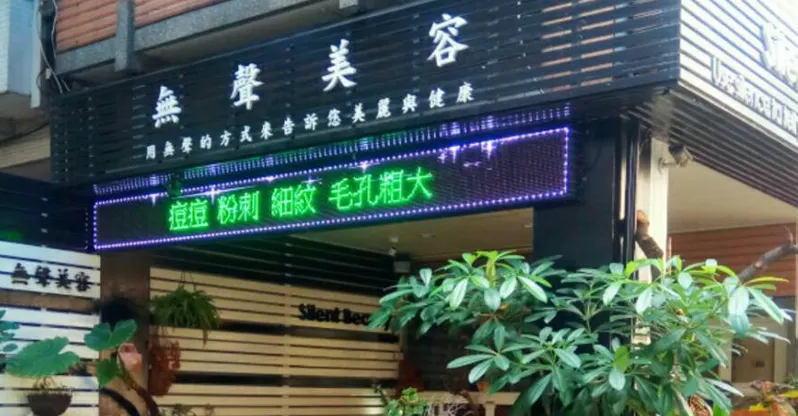 無聲美容
用無聲的方式來告訴您美麗與健康
痘痘 粉刺 細紋 毛孔粗大
無聲美容
Silent Beauty